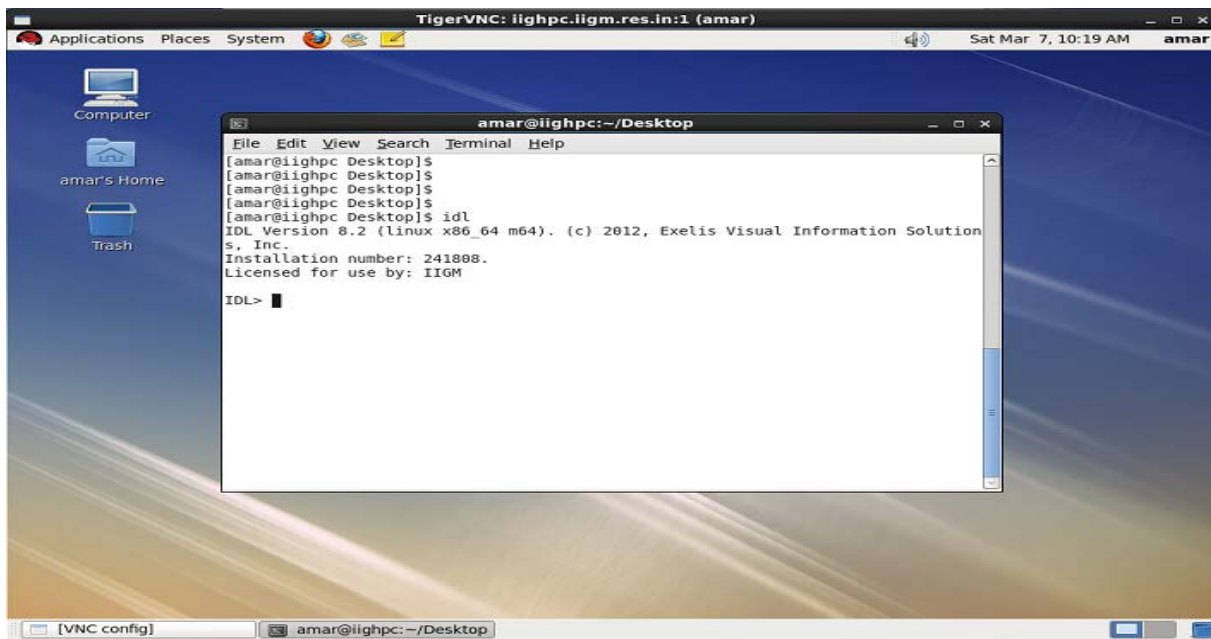 TigerVNC: iighpc.iigm.res.in:1 (amar)
Applications Places System Sat Mar 7, 10:19 AM amar
Computer
amar's Home
Trash
amar@iighpc:~/Desktop
File Edit View Search Terminal Help
[amar@iighpc Desktop]$
[amar@iighpc Desktop]$
[amar@iighpc Desktop]$
[amar@iighpc Desktop]$
[amar@iighpc Desktop]$ idl
IDL Version 8.2 (linux x86_64 m64). (c) 2012, Exelis Visual Information Solution
s, Inc.
Installation number: 241808.
Licensed for use by: IIGM
IDL>
[VNC config] amar@iighpc:~/Desktop